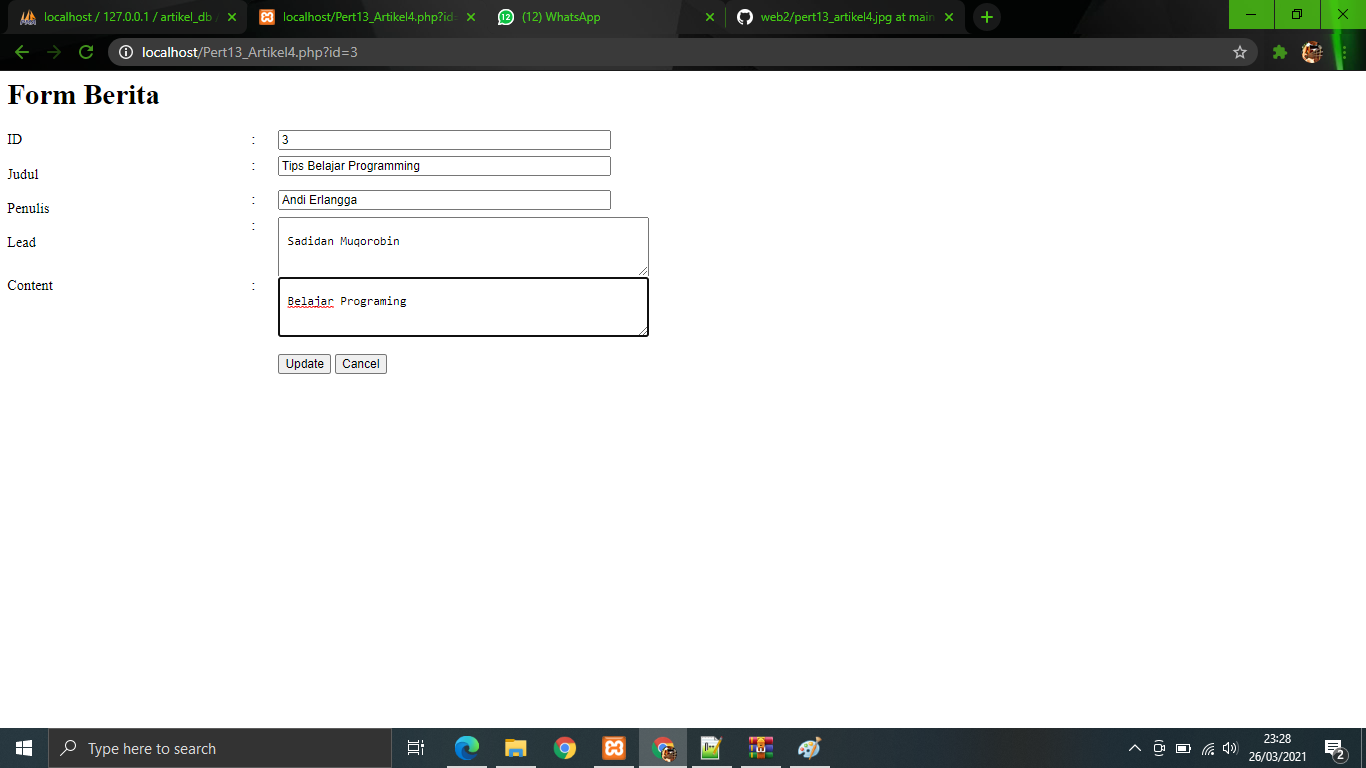 localhost / 127.0.0.1 / artikel_db /
localhost/Pert13_Artikel4.php?id=
12
(12) WhatsApp
web2/pert13_artikel4.jpg at main
localhost/Pert13_Artikel4.php?id=3
Form Berita
ID : 3
Judul : Tips Belajar Programming
Penulis : Andi Erlangga
Lead : Sadidan Muqorobin
Content : Belajar Programing
Update Cancel
Type here to search
23:28
26/03/2021
2